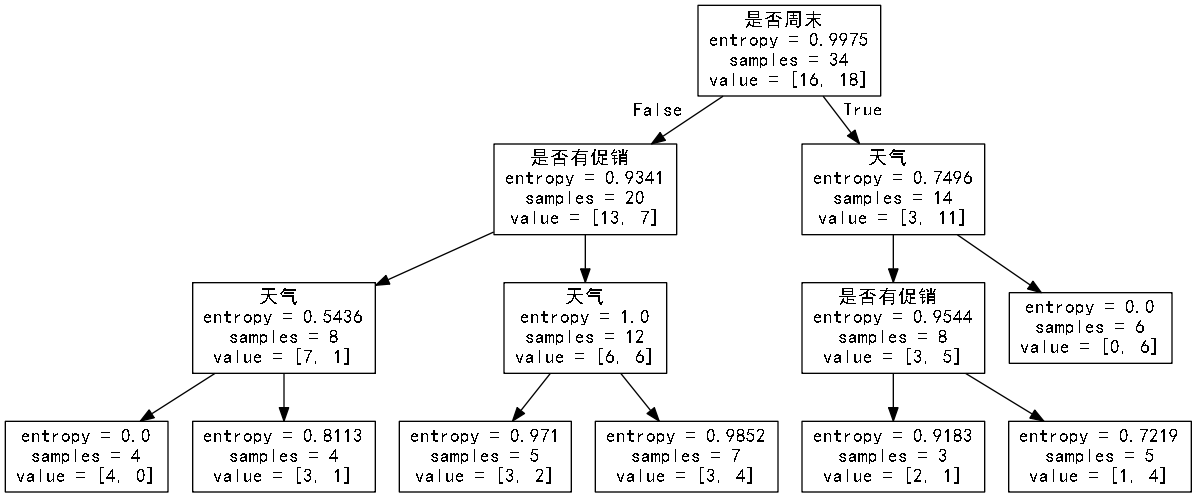 是否周末
entropy = 0.9975
samples = 34
value = [16, 18]
False
True
是否有促销
entropy = 0.9341
samples = 20
value = [13, 7]
天气
entropy = 0.7496
samples = 14
value = [3, 11]
天气
entropy = 0.5436
samples = 8
value = [7, 1]
天气
entropy = 1.0
samples = 12
value = [6, 6]
是否有促销
entropy = 0.9544
samples = 8
value = [3, 5]
entropy = 0.0
samples = 6
value = [0, 6]
entropy = 0.0
samples = 4
value = [4, 0]
entropy = 0.8113
samples = 4
value = [3, 1]
entropy = 0.971
samples = 5
value = [3, 2]
entropy = 0.9852
samples = 7
value = [3, 4]
entropy = 0.9183
samples = 3
value = [2, 1]
entropy = 0.7219
samples = 5
value = [1, 4]